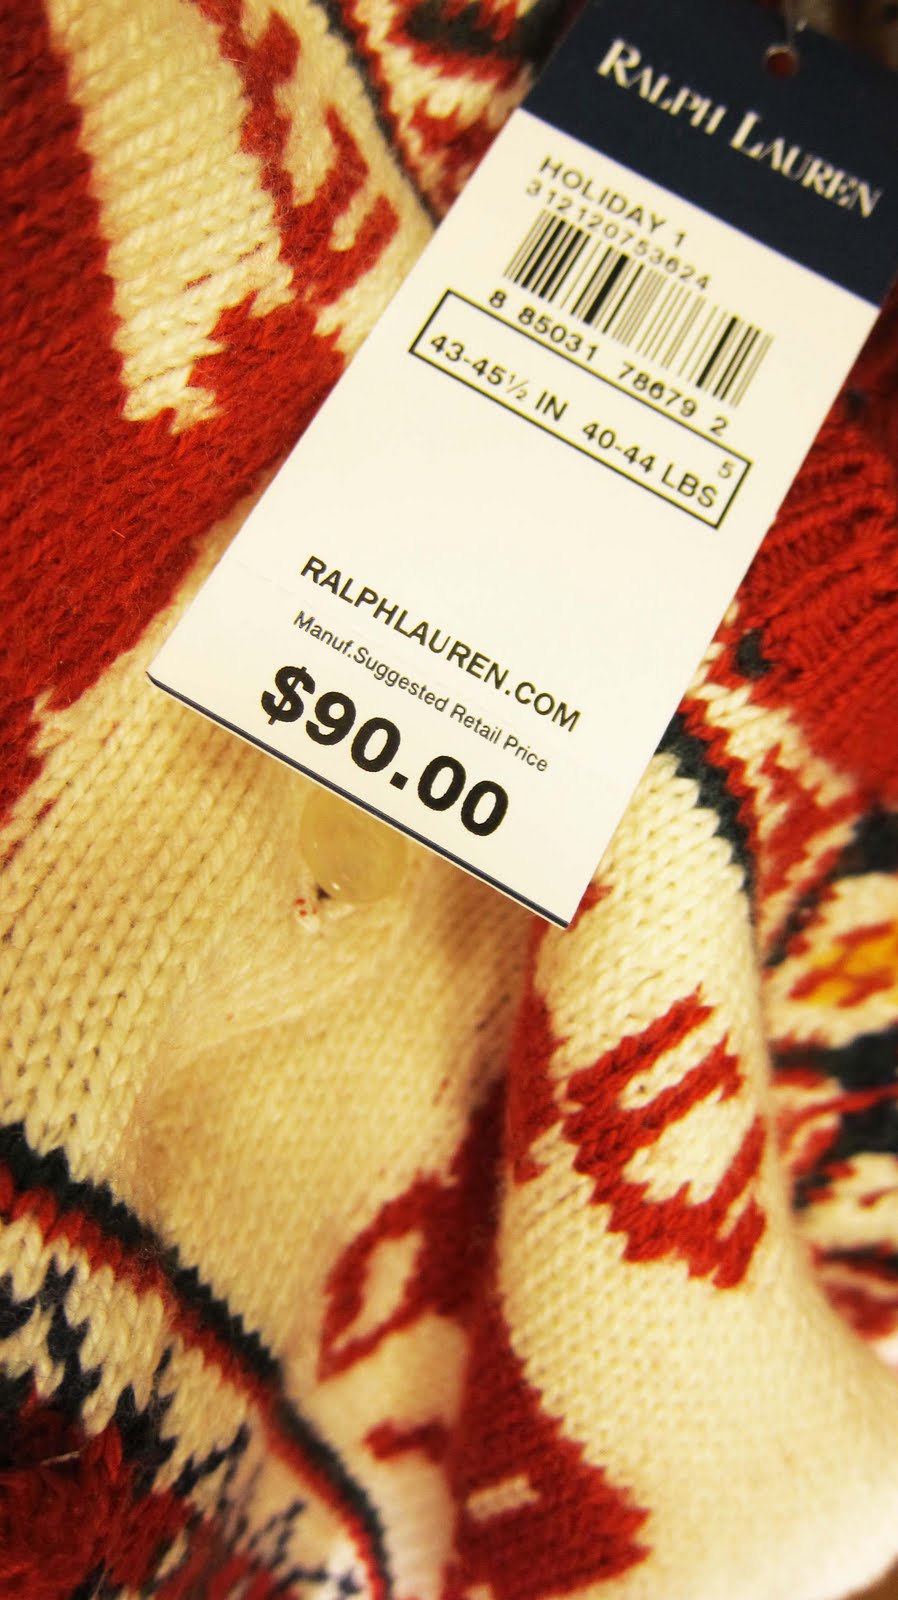 RALPH LAUREN
HOLIDAY 1
312120753624
8 85031 78679 2
5
43-45½ IN 40-44 LBS
RALPHLAUREN.COM
Manuf.Suggested Retail Price
$90.00